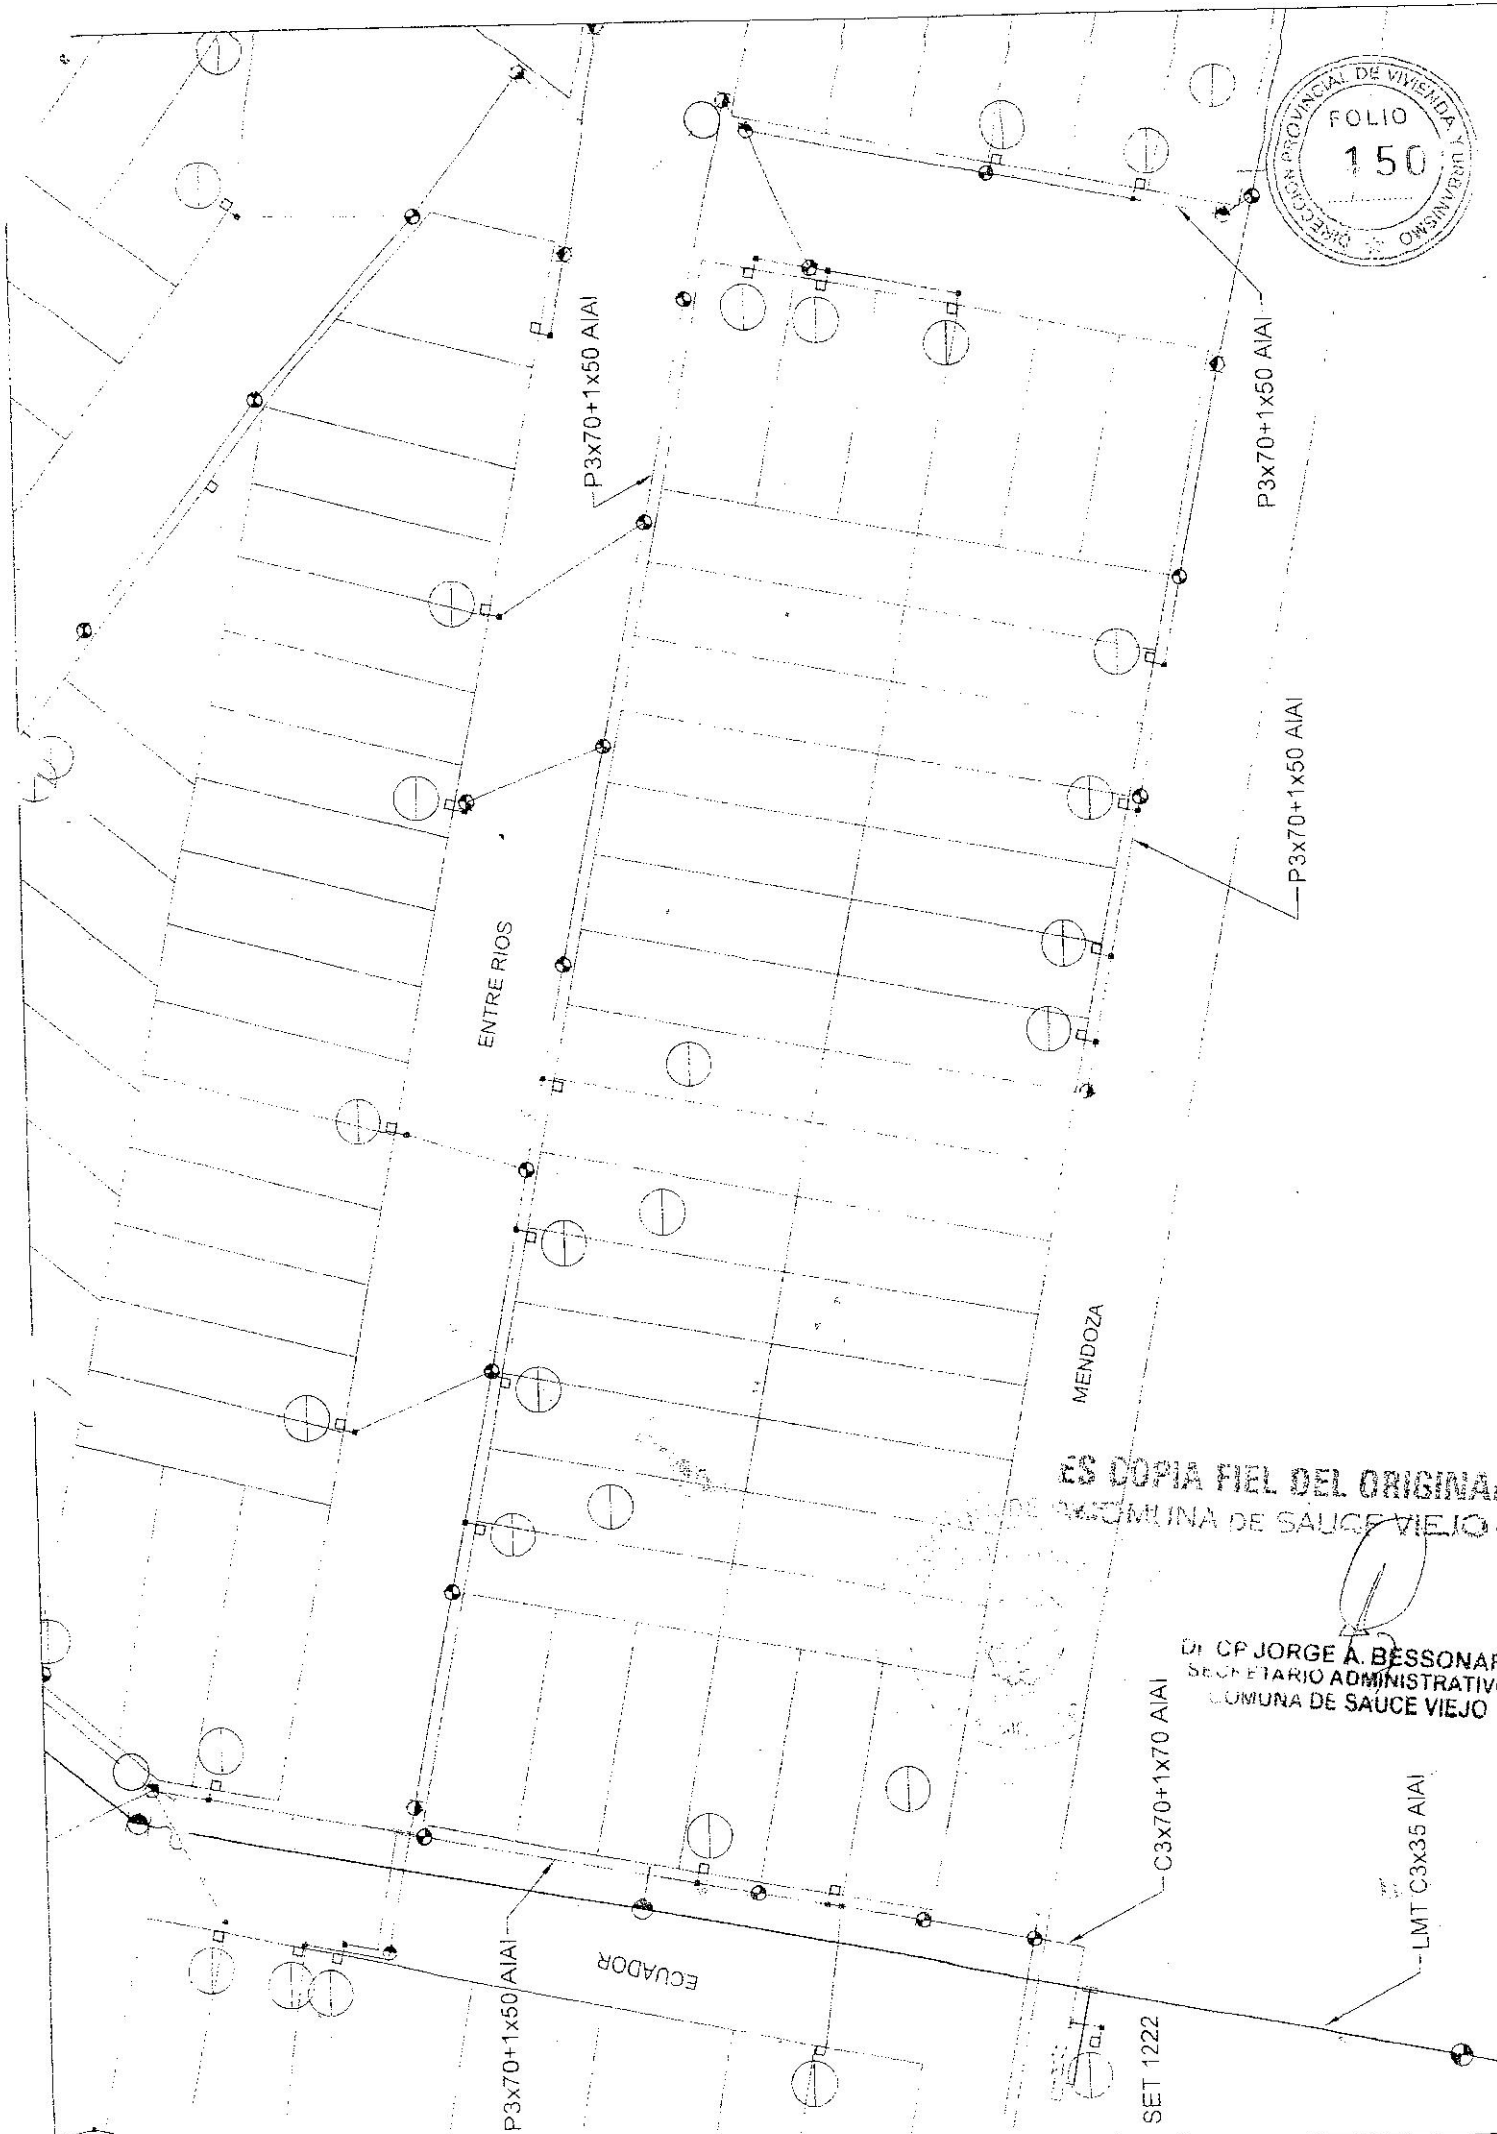 DIRECCION PROVINCIAL DE VIVIENDA Y URBANISMO
FOLIO
150
P3x70+1x50 AlAl
P3x70+1x50 AlAl
P3x70+1x50 AlAl
ENTRE RIOS
MENDOZA
ES COPIA FIEL DEL ORIGINAL
COMUNA DE SAUCE VIEJO
CP JORGE A. BESSONAR
SECRETARIO ADMINISTRATIVO
COMUNA DE SAUCE VIEJO
C3x70+1x70 AlAl
LMT C3x35 AlAl
P3x70+1x50 AlAl
ECUADOR
SET 1222